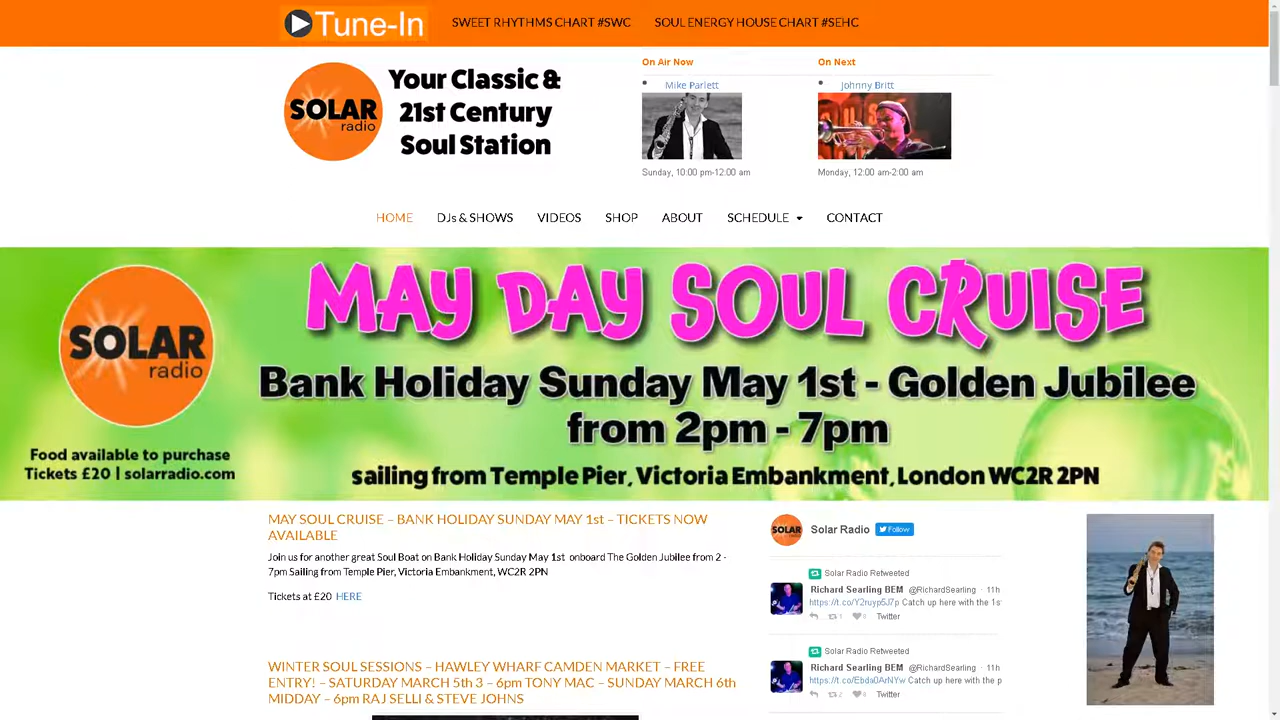 Tune-In
SWEET RHYTHMS CHART #SWC
SOUL ENERGY HOUSE CHART #SEHC
SOLAR
radio
Your Classic &
21st Century
Soul Station
On Air Now
Mike Parlett
Sunday, 10:00 pm-12:00 am
On Next
Johnny Britt
Monday, 12:00 am-2:00 am
HOME
DJs & SHOWS
VIDEOS
SHOP
ABOUT
SCHEDULE
CONTACT
SOLAR
radio
Food available to purchase
Tickets £20 | solarradio.com
MAY DAY SOUL CRUISE
Bank Holiday Sunday May 1st - Golden Jubilee
from 2pm - 7pm
sailing from Temple Pier, Victoria Embankment, London WC2R 2PN
MAY SOUL CRUISE – BANK HOLIDAY SUNDAY MAY 1st – TICKETS NOW
AVAILABLE
Join us for another great Soul Boat on Bank Holiday Sunday May 1st onboard The Golden Jubilee from 2 -
7pm Sailing from Temple Pier, Victoria Embankment, WC2R 2PN
Tickets at £20 HERE
WINTER SOUL SESSIONS – HAWLEY WHARF CAMDEN MARKET – FREE
ENTRY! – SATURDAY MARCH 5th 3 – 6pm TONY MAC – SUNDAY MARCH 6th
MIDDAY – 6pm RAJ SELLI & STEVE JOHNS
SOLAR
Solar Radio
Follow
Solar Radio Retweeted
Richard Searling BEM @RichardSearling · 11h
https://t.co/Y2ruyp5J7p Catch up here with the 1s
Twitter
Solar Radio Retweeted
Richard Searling BEM @RichardSearling · 11h
https://t.co/Ebda0ArNYw Catch up here with the p
Twitter